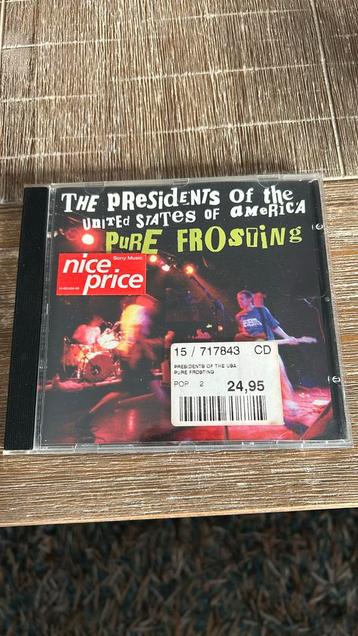 THE PResiDENTS Of the
UNiTED STaTES OF aMeRiCA
PuRE FROSTiNg
Sony Music
nice
price
15 / 717843 CD
PRESIDENTS OF THE USA
PURE FROSTING
POP 2 24,95